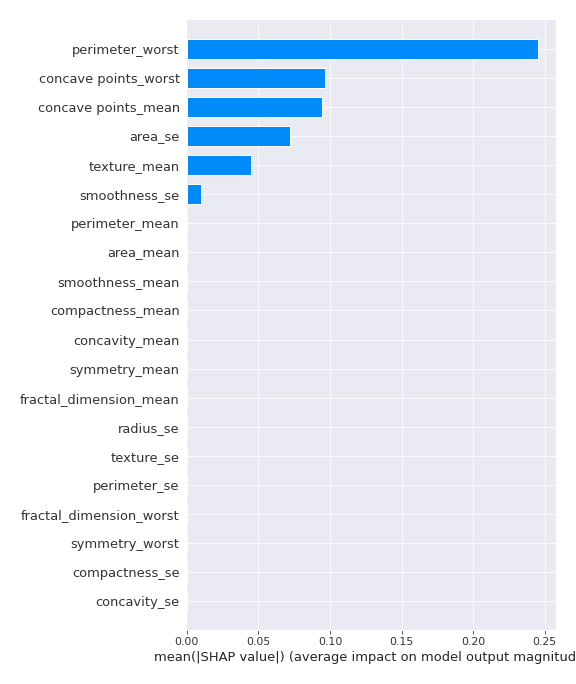 perimeter_worst
concave points_worst
concave points_mean
area_se
texture_mean
smoothness_se
perimeter_mean
area_mean
smoothness_mean
compactness_mean
concavity_mean
symmetry_mean
fractal_dimension_mean
radius_se
texture_se
perimeter_se
fractal_dimension_worst
symmetry_worst
compactness_se
concavity_se
0.00 0.05 0.10 0.15 0.20 0.25
mean(|SHAP value|) (average impact on model output magnitud